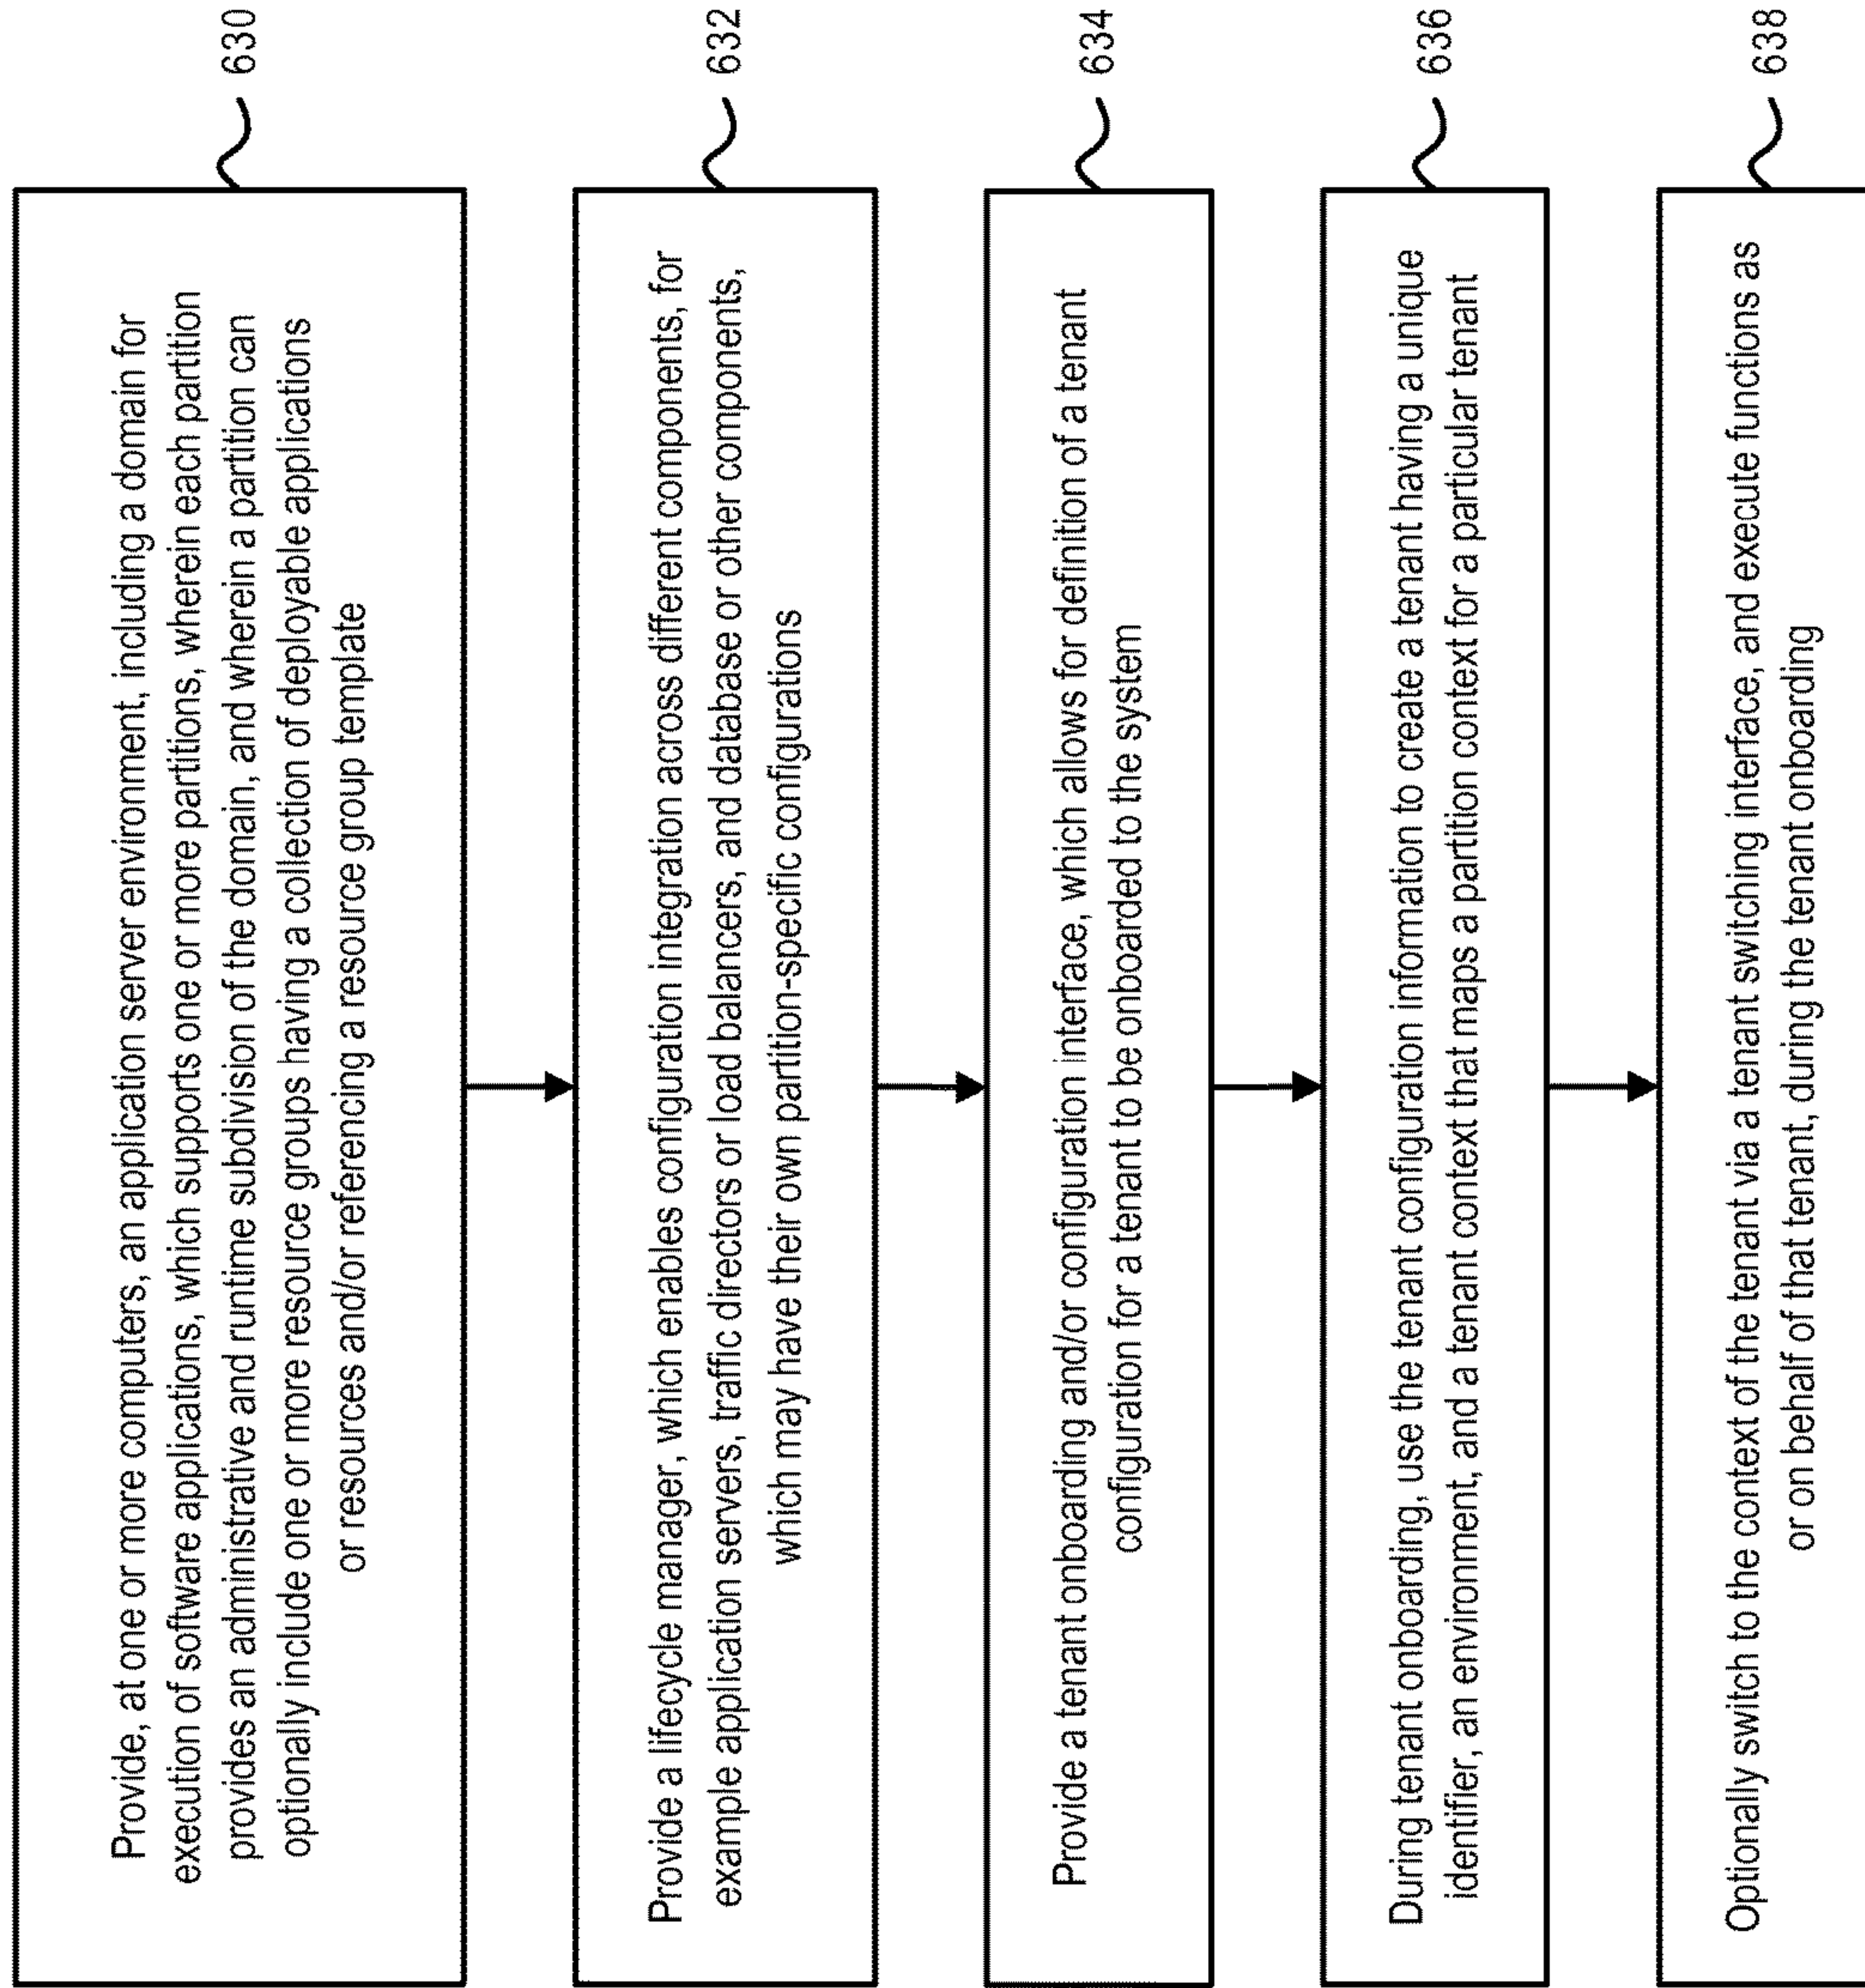 Provide, at one or more computers, an application server environment, including a domain for
execution of software applications, which supports one or more partitions, wherein each partition
provides an administrative and runtime subdivision of the domain, and wherein a partition can
optionally include one or more resource groups having a collection of deployable applications
or resources and/or referencing a resource group template
630
Provide a lifecycle manager, which enables configuration integration across different components, for
example application servers, traffic directors or load balancers, and database or other components,
which may have their own partition-specific configurations
632
Provide a tenant onboarding and/or configuration interface, which allows for definition of a tenant
configuration for a tenant to be onboarded to the system
634
During tenant onboarding, use the tenant configuration information to create a tenant having a unique
identifier, an environment, and a tenant context that maps a partition context for a particular tenant
636
Optionally switch to the context of the tenant via a tenant switching interface, and execute functions as
or on behalf of that tenant, during the tenant onboarding
638